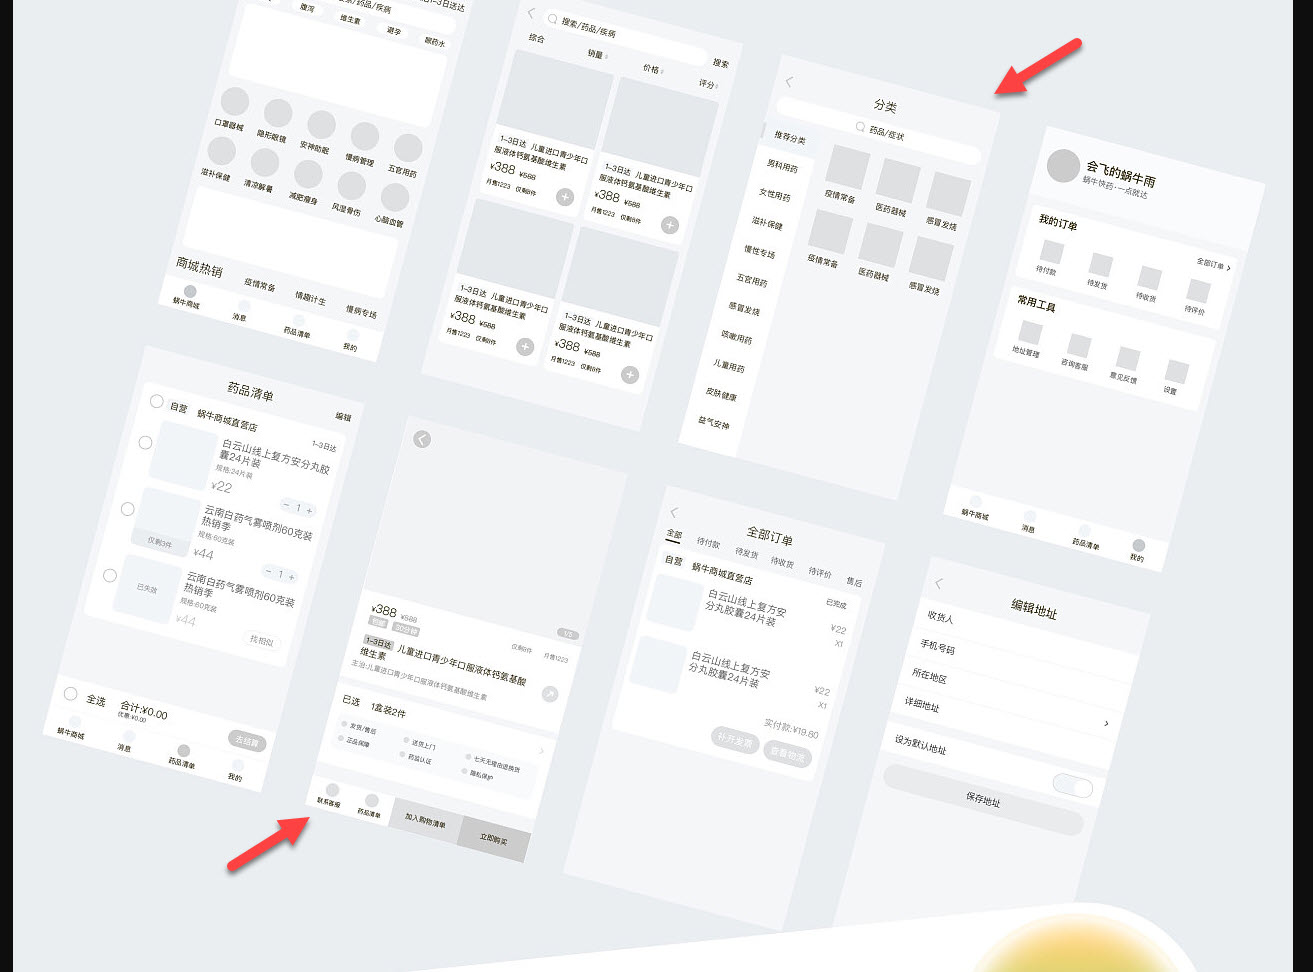 1-3日送达
腹泻
维生素
避孕
眼药水
口罩器械
隐形眼镜
安神助眠
慢病管理
五官用药
滋补保健
清凉解暑
减肥瘦身
风湿骨伤
心脑血管
商城热销
疫情常备
情趣计生
慢病专场
蜗牛商城
消息
药品清单
我的
搜索/药品/疾病
搜索
综合
销量
价格
评分
1-3日达 儿童进口青少年口
服液体钙氨基酸维生素
¥388 ¥588
月售1223 仅剩6件
1-3日达 儿童进口青少年口
服液体钙氨基酸维生素
¥388 ¥588
月售1223 仅剩6件
1-3日达 儿童进口青少年口
服液体钙氨基酸维生素
¥388 ¥588
月售1223 仅剩6件
1-3日达 儿童进口青少年口
服液体钙氨基酸维生素
¥388 ¥588
月售1223 仅剩6件
分类
药品/症状
推荐分类
男科用药
女性用药
滋补保健
慢性专场
五官用药
感冒发烧
咳嗽用药
儿童用药
皮肤健康
益气安神
疫情常备
医药器械
感冒发烧
疫情常备
医药器械
感冒发烧
会飞的蜗牛雨
蜗牛快药·一点就达
我的订单
全部订单
待付款
待发货
待收货
待评价
常用工具
地址管理
咨询客服
意见反馈
设置
蜗牛商城
消息
药品清单
我的
药品清单
编辑
自营 蜗牛商城直营店
1-3日达
白云山线上复方安分丸胶
囊24片装
规格:24片装
¥22
− 1 +
云南白药气雾喷剂60克装
热销季
规格:60克装
仅剩3件
¥44
− 1 +
云南白药气雾喷剂60克装
热销季
规格:60克装
已失效
¥44
找相似
全选
合计:¥0.00
优惠:¥0.00
去结算
蜗牛商城
消息
药品清单
我的
1/5
¥388 ¥588
仅剩6件
月售1223
1-3日达 儿童进口青少年口服液体钙氨基酸
维生素
主治:儿童进口青少年口服液体钙氨基酸维生素
已选 1盒装2件
发货/售后
送货上门
七天无理由退换货
正品保障
药监认证
隐私保护
联系客服
药品清单
加入购物清单
立即购买
全部订单
全部
待付款
待发货
待收货
待评价
售后
自营 蜗牛商城直营店
已完成
白云山线上复方安
分丸胶囊24片装
¥22
X1
白云山线上复方安
分丸胶囊24片装
¥22
X1
实付款:¥19.60
补开发票
查看物流
编辑地址
收货人
手机号码
所在地区
详细地址
设为默认地址
保存地址